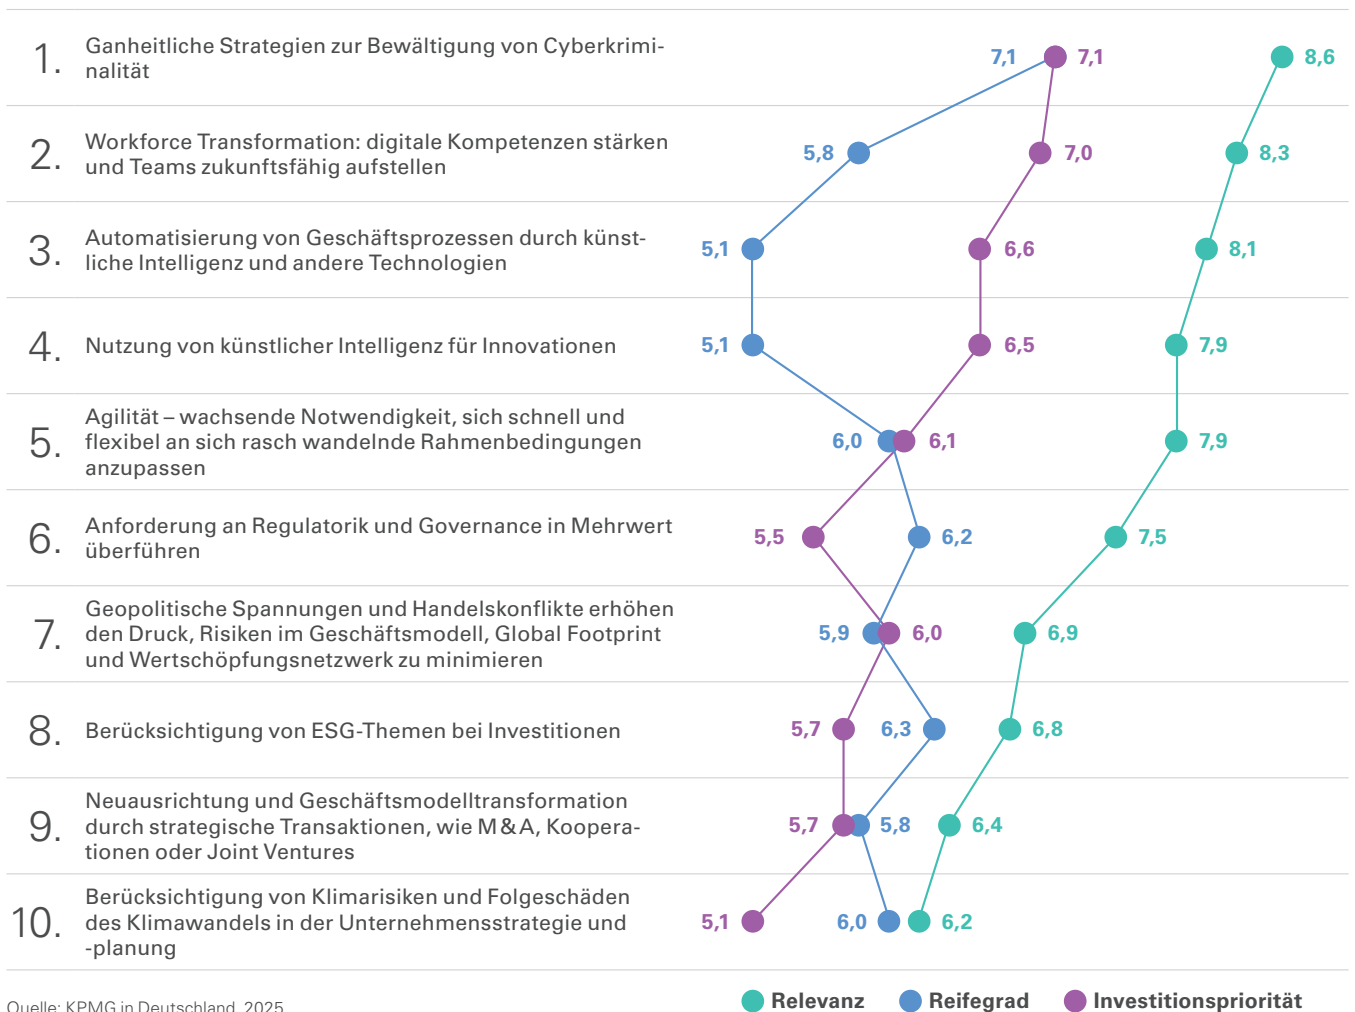 1. Ganheitliche Strategien zur Bewältigung von Cyberkrimi-
nalität
7,1 7,1 8,6
2. Workforce Transformation: digitale Kompetenzen stärken
und Teams zukunftsfähig aufstellen
5,8 7,0 8,3
3. Automatisierung von Geschäftsprozessen durch künst-
liche Intelligenz und andere Technologien
5,1 6,6 8,1
4. Nutzung von künstlicher Intelligenz für Innovationen
5,1 6,5 7,9
5. Agilität – wachsende Notwendigkeit, sich schnell und
flexibel an sich rasch wandelnde Rahmenbedingungen
anzupassen
6,0 6,1 7,9
6. Anforderung an Regulatorik und Governance in Mehrwert
überführen
5,5 6,2 7,5
7. Geopolitische Spannungen und Handelskonflikte erhöhen
den Druck, Risiken im Geschäftsmodell, Global Footprint
und Wertschöpfungsnetzwerk zu minimieren
5,9 6,0 6,9
8. Berücksichtigung von ESG-Themen bei Investitionen
5,7 6,3 6,8
9. Neuausrichtung und Geschäftsmodelltransformation
durch strategische Transaktionen, wie M & A, Koopera-
tionen oder Joint Ventures
5,7 5,8 6,4
10. Berücksichtigung von Klimarisiken und Folgeschäden
des Klimawandels in der Unternehmensstrategie und
-planung
5,1 6,0 6,2
Quelle: KPMG in Deutschland, 2025
Relevanz Reifegrad Investitionspriorität